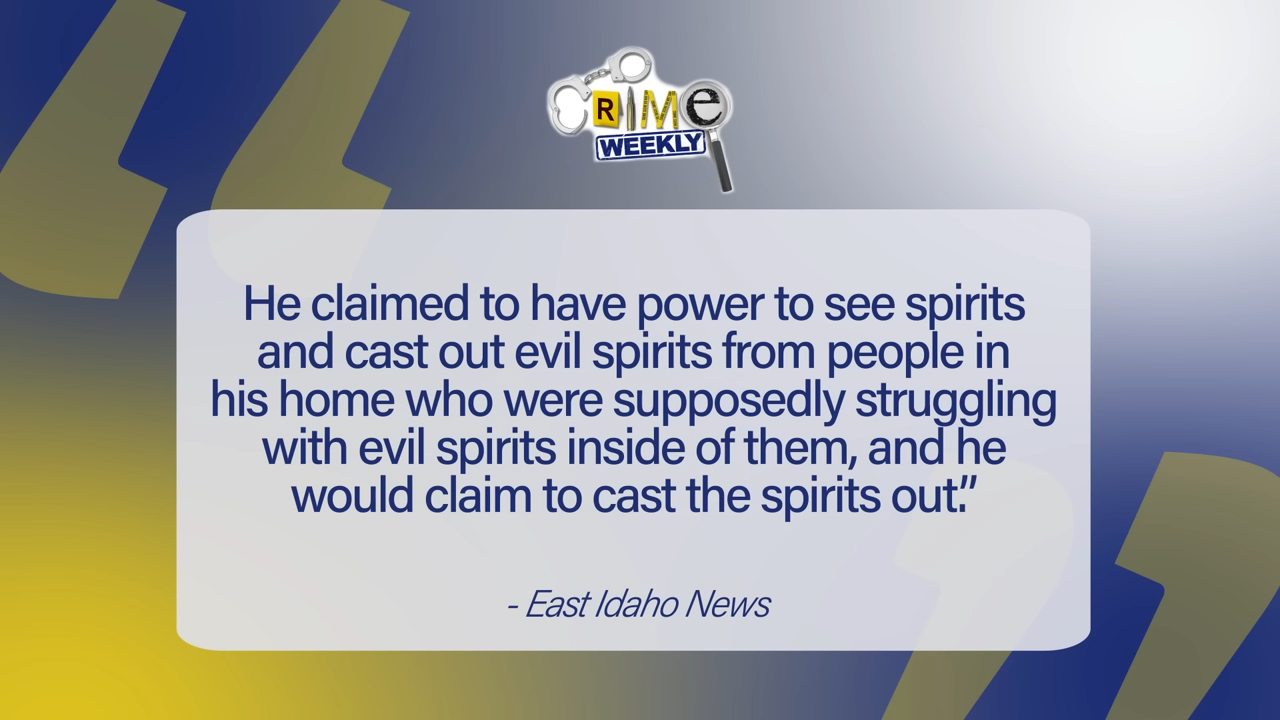 CRIMe
WEEKLY
He claimed to have power to see spirits
and cast out evil spirits from people in
his home who were supposedly struggling
with evil spirits inside of them, and he
would claim to cast the spirits out.”
- East Idaho News